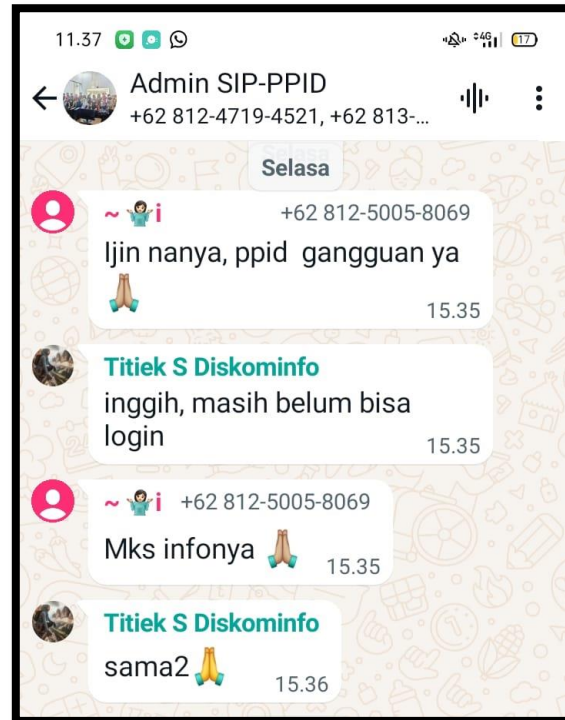 11.37 4G 17
Admin SIP-PPID
+62 812-4719-4521, +62 813-...
Selasa
~ 🤷🏻‍♀️i +62 812-5005-8069
Ijin nanya, ppid gangguan ya
🙏🏼
15.35
Titiek S Diskominfo
inggih, masih belum bisa
login
15.35
~ 🤷🏻‍♀️i +62 812-5005-8069
Mks infonya 🙏🏼 15.35
Titiek S Diskominfo
sama2🙏 15.36